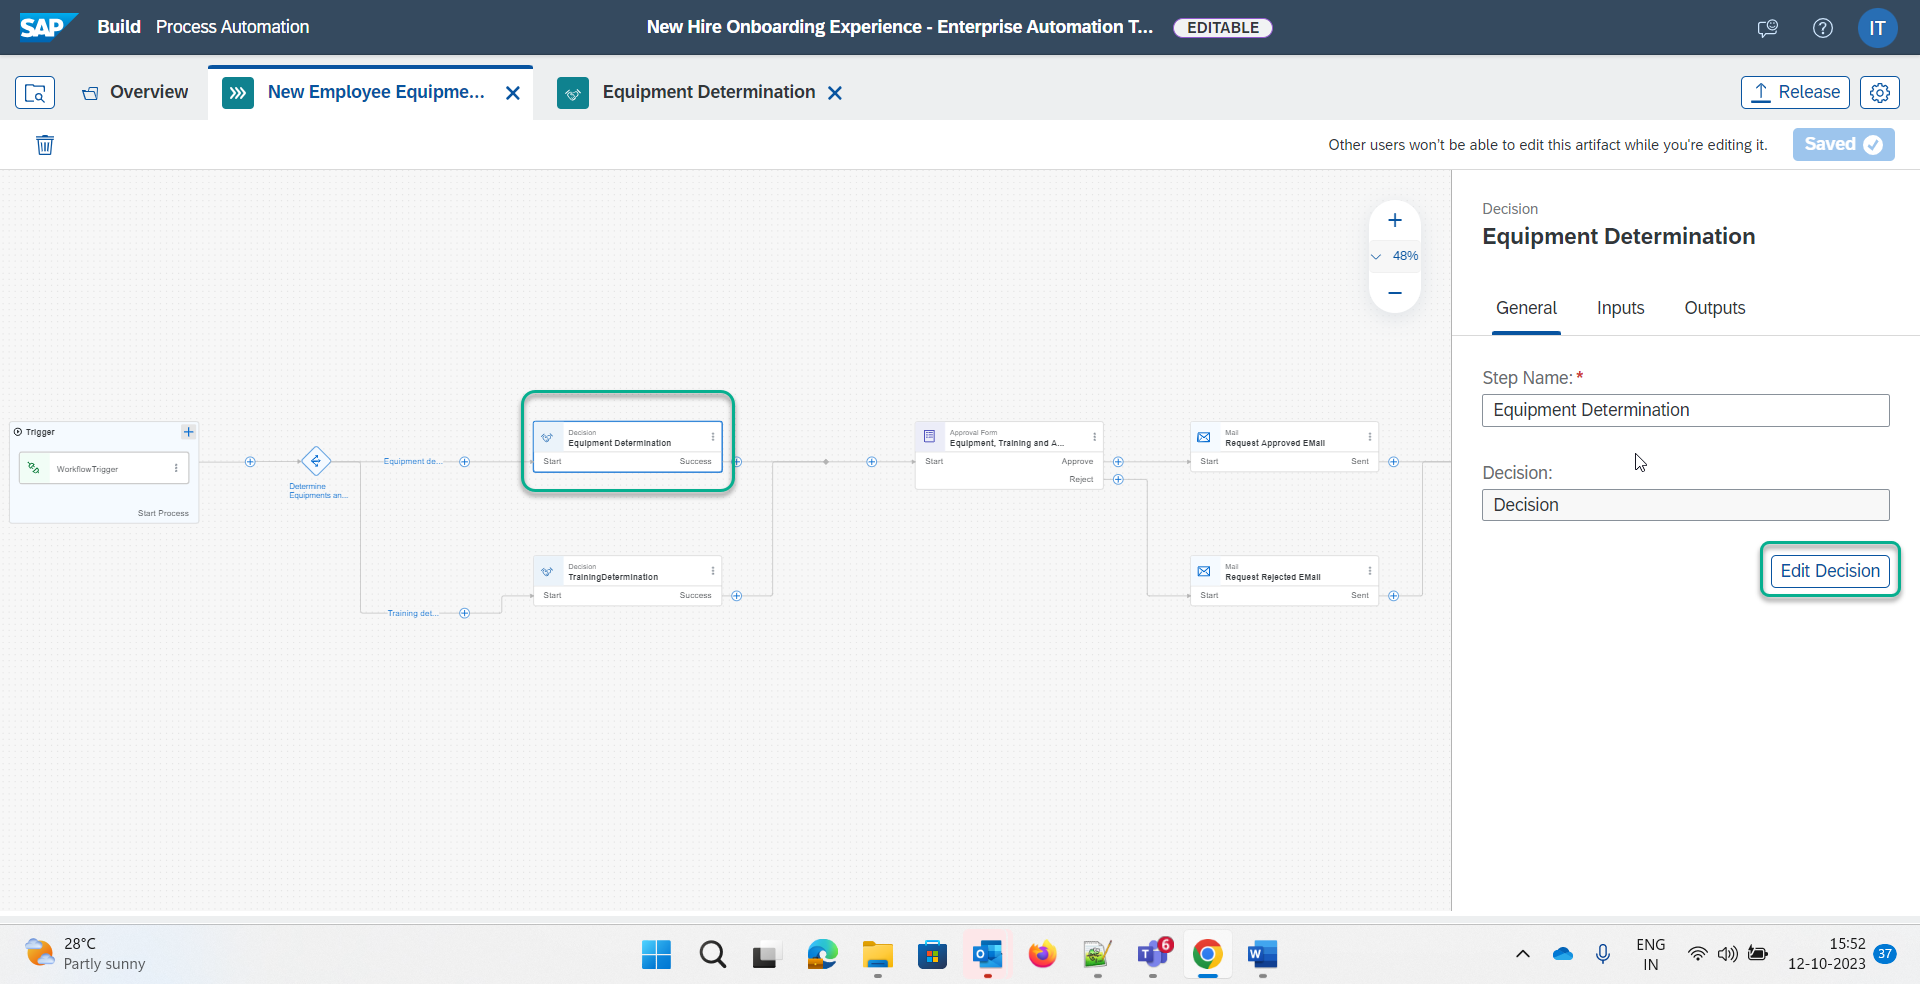 SAP Build Process Automation
New Hire Onboarding Experience - Enterprise Automation T...
EDITABLE
IT
Overview
New Employee Equipme...
Equipment Determination
Release
Other users won't be able to edit this artifact while you're editing it.
Saved
48%
Trigger
WorkflowTrigger
Start Process
Determine
Equipments an...
Equipment de...
Training det...
Decision
Equipment Determination
Start
Success
Decision
TrainingDetermination
Start
Success
Approval Form
Equipment, Training and A...
Start
Approve
Reject
Mail
Request Approved EMail
Start
Sent
Mail
Request Rejected EMail
Start
Sent
Decision
Equipment Determination
General
Inputs
Outputs
Step Name:*
Equipment Determination
Decision:
Decision
Edit Decision
28°C
Partly sunny
6
ENG
IN
15:52
12-10-2023
37